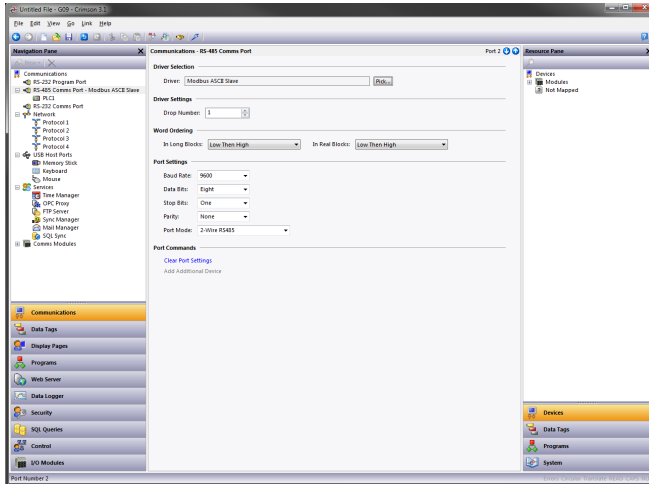 Untitled File - G09 - Crimson 3.1
File Edit View Go Link Help
Navigation Pane
Communications
RS-232 Program Port
RS-485 Comms Port - Modbus ASCII Slave
PLC1
RS-232 Comms Port
Network
Protocol 1
Protocol 2
Protocol 3
Protocol 4
USB Host Ports
Memory Stick
Keyboard
Mouse
Services
Time Manager
OPC Proxy
FTP Server
Sync Manager
Mail Manager
SQL Sync
Comms Modules
Communications
Data Tags
Display Pages
Programs
Web Server
Data Logger
Security
SQL Queries
Control
I/O Modules
Communications - RS-485 Comms Port Port 2
Driver Selection
Driver: Modbus ASCII Slave Pick...
Driver Settings
Drop Number: 1
Word Ordering
In Long Blocks: Low Then High In Real Blocks: Low Then High
Port Settings
Baud Rate: 9600
Data Bits: Eight
Stop Bits: One
Parity: None
Port Mode: 2-Wire RS485
Port Commands
Clear Port Settings
Add Additional Device
Resource Pane
Devices
Modules
Not Mapped
Devices
Data Tags
Programs
System
Port Number 2
Errors Circular Translate READ CAPS